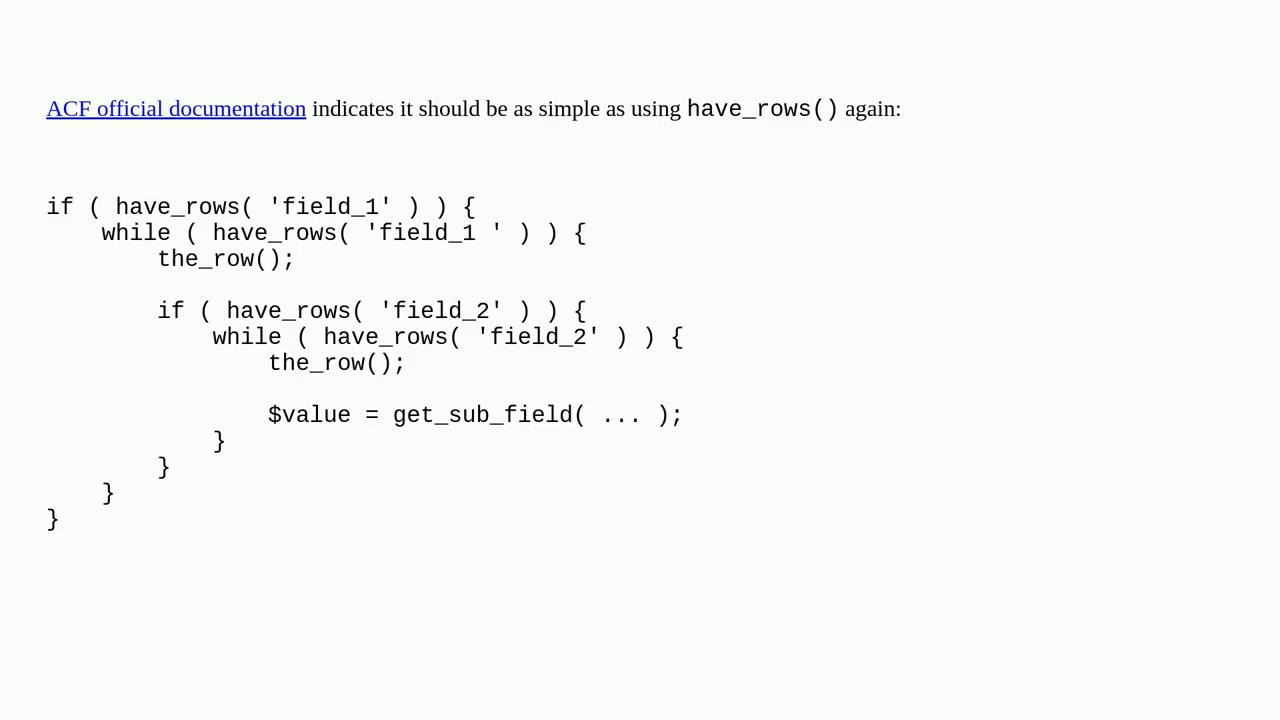 ACF official documentation indicates it should be as simple as using have_rows() again:
if ( have_rows( 'field_1' ) ) {
    while ( have_rows( 'field_1 ' ) ) {
        the_row();
        if ( have_rows( 'field_2' ) ) {
            while ( have_rows( 'field_2' ) ) {
                the_row();
                $value = get_sub_field( ... );
            }
        }
    }
}